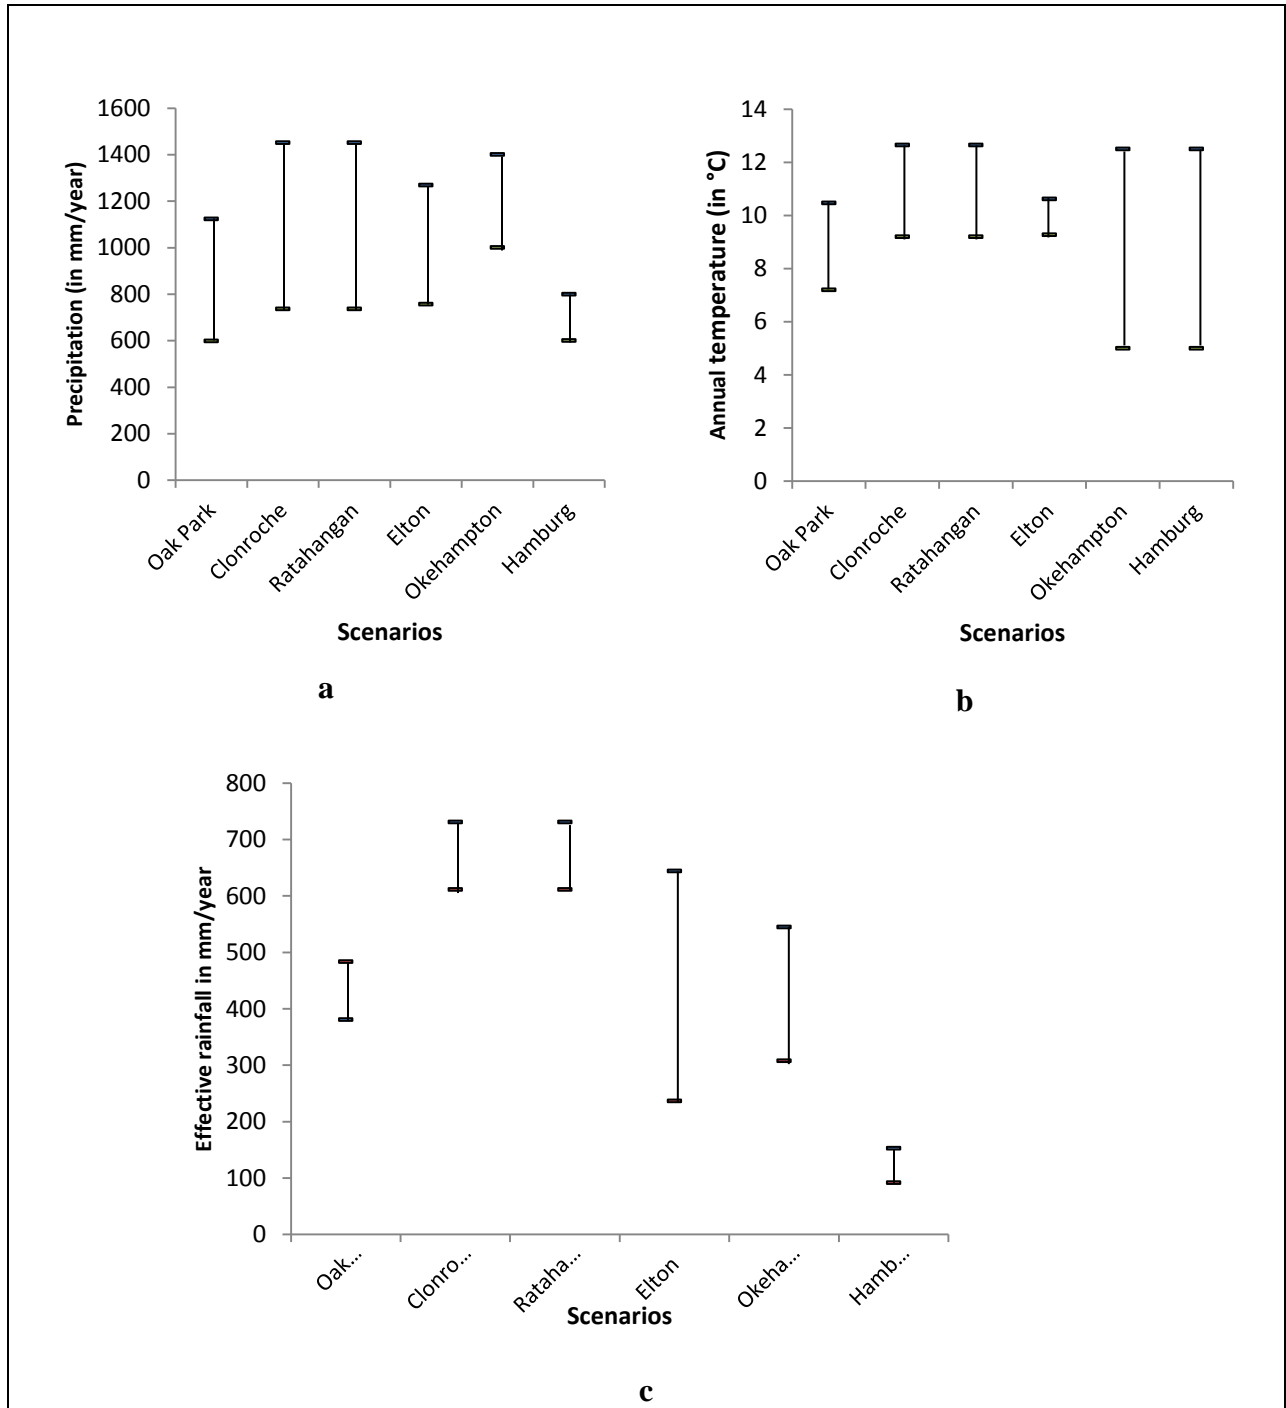 Precipitation (in mm/year)
1600
1400
1200
1000
800
600
400
200
0
Oak Park
Clonroche
Ratahangan
Elton
Okehampton
Hamburg
Scenarios
a
Annual temperature (in °C)
14
12
10
8
6
4
2
0
Oak Park
Clonroche
Ratahangan
Elton
Okehampton
Hamburg
Scenarios
b
Effective rainfall in mm/year
800
700
600
500
400
300
200
100
0
Oak...
Clonro...
Rataha...
Elton
Okeha...
Hamb...
Scenarios
c